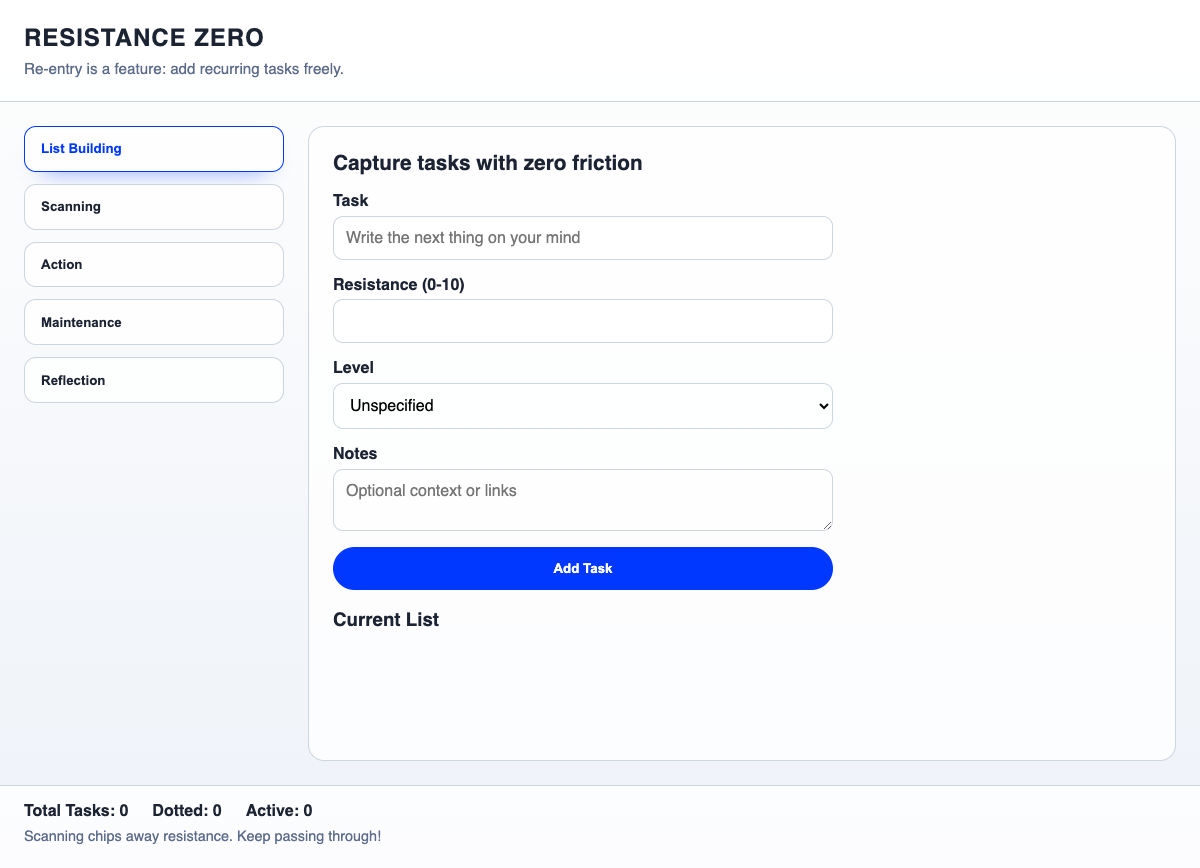 RESISTANCE ZERO
Re-entry is a feature: add recurring tasks freely.
List Building
Scanning
Action
Maintenance
Reflection
Capture tasks with zero friction
Task
Write the next thing on your mind
Resistance (0-10)
Level
Unspecified
Notes
Optional context or links
Add Task
Current List
Total Tasks: 0 Dotted: 0 Active: 0
Scanning chips away resistance. Keep passing through!